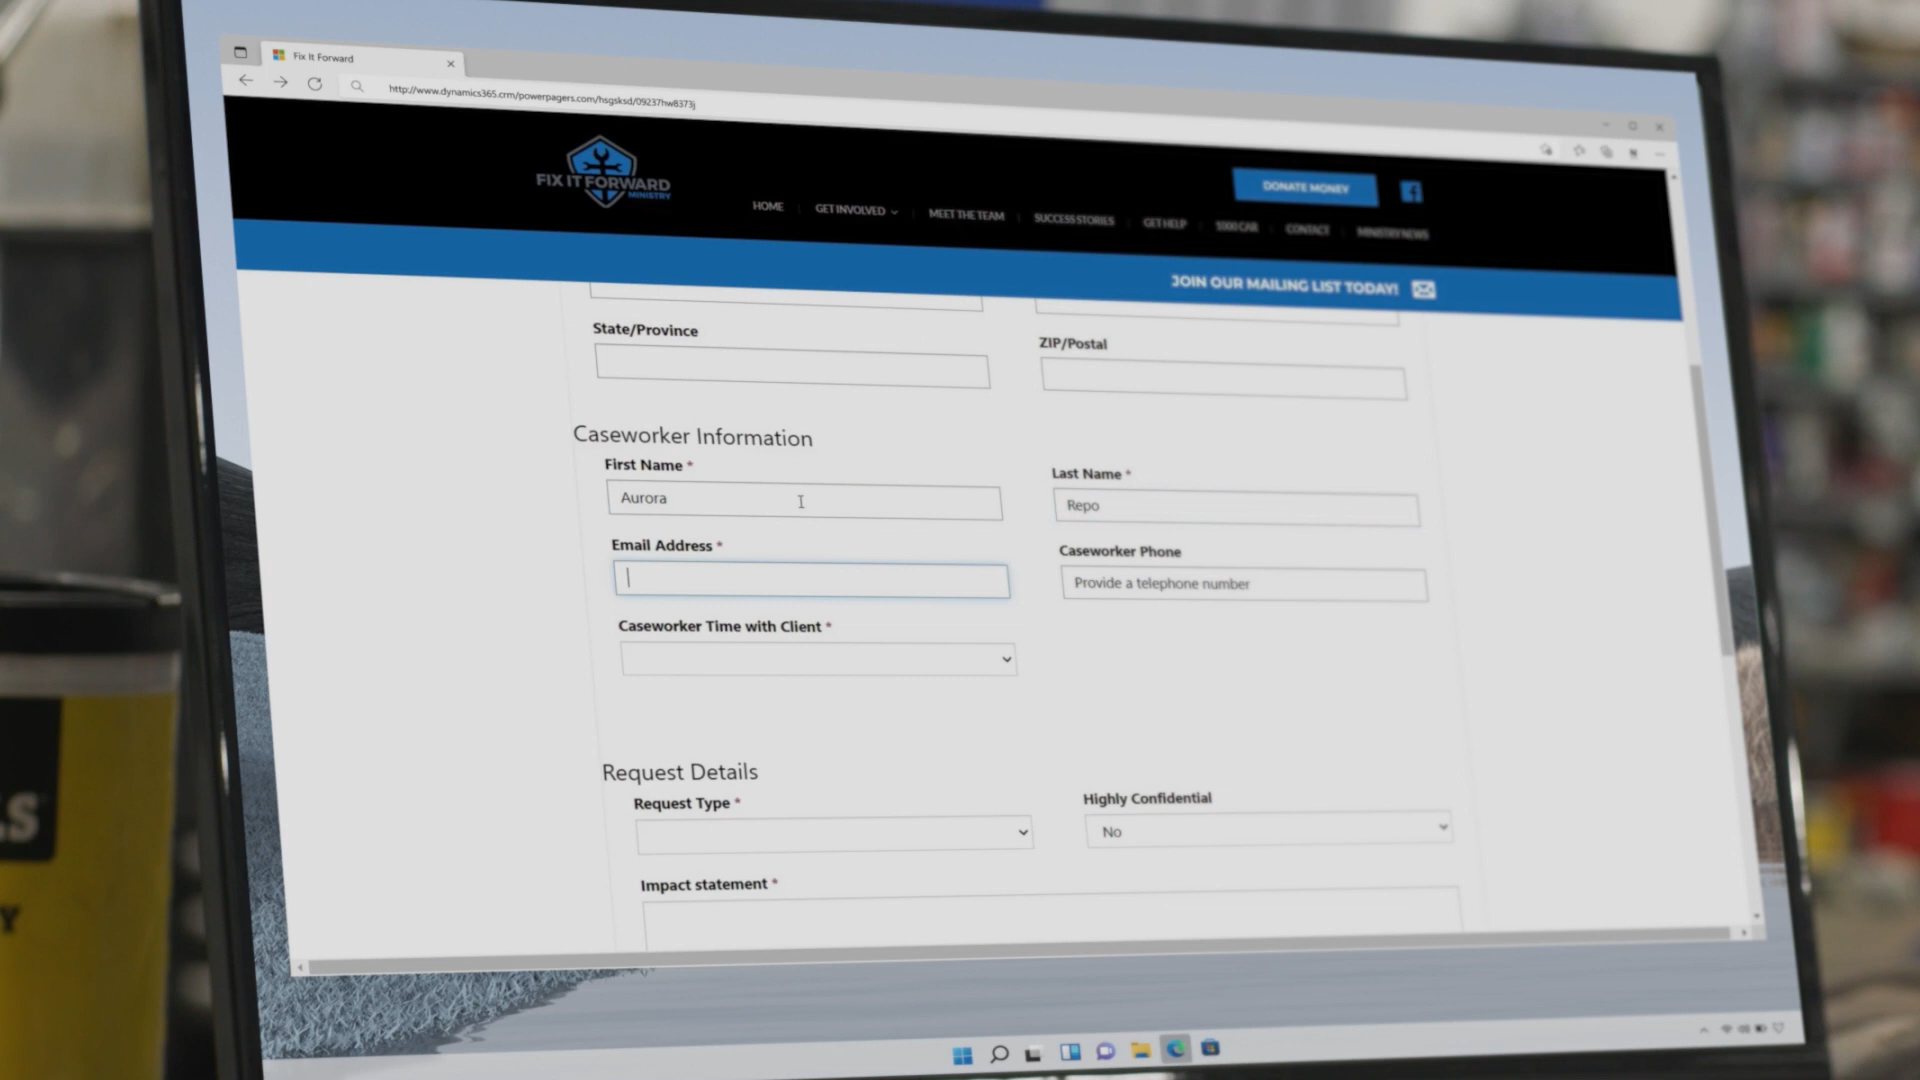 Fix It Forward
http://www.dynamics365.crm/powerpagers.com/hsgsksd/09237hw8373j
FIX IT FORWARD
MINISTRY
DONATE MONEY
HOME GET INVOLVED MEET THE TEAM SUCCESS STORIES GET HELP 1000 CAR CONTACT MINISTRY NEWS
JOIN OUR MAILING LIST TODAY!
State/Province
ZIP/Postal
Caseworker Information
First Name *
Last Name *
Aurora
Repo
Email Address *
Caseworker Phone
Provide a telephone number
Caseworker Time with Client *
Request Details
Request Type *
Highly Confidential
No
Impact statement *
LS
Y